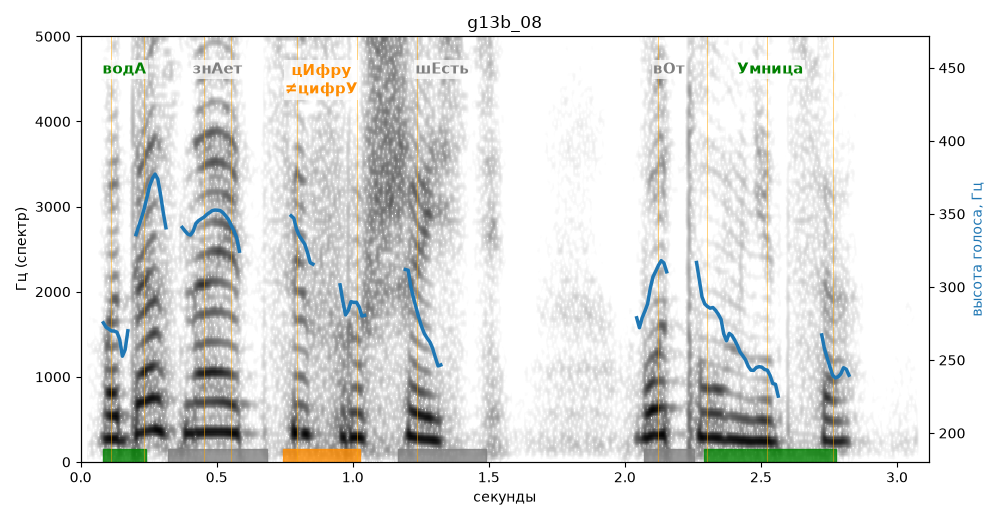 g13b_08
водА знАет цИфру шЕсть вОт Умница
≠цифрУ
5000
4000
3000
2000
1000
0
Гц (спектр)
450
400
350
300
250
200
высота голоса, Гц
0.0 0.5 1.0 1.5 2.0 2.5 3.0
секунды